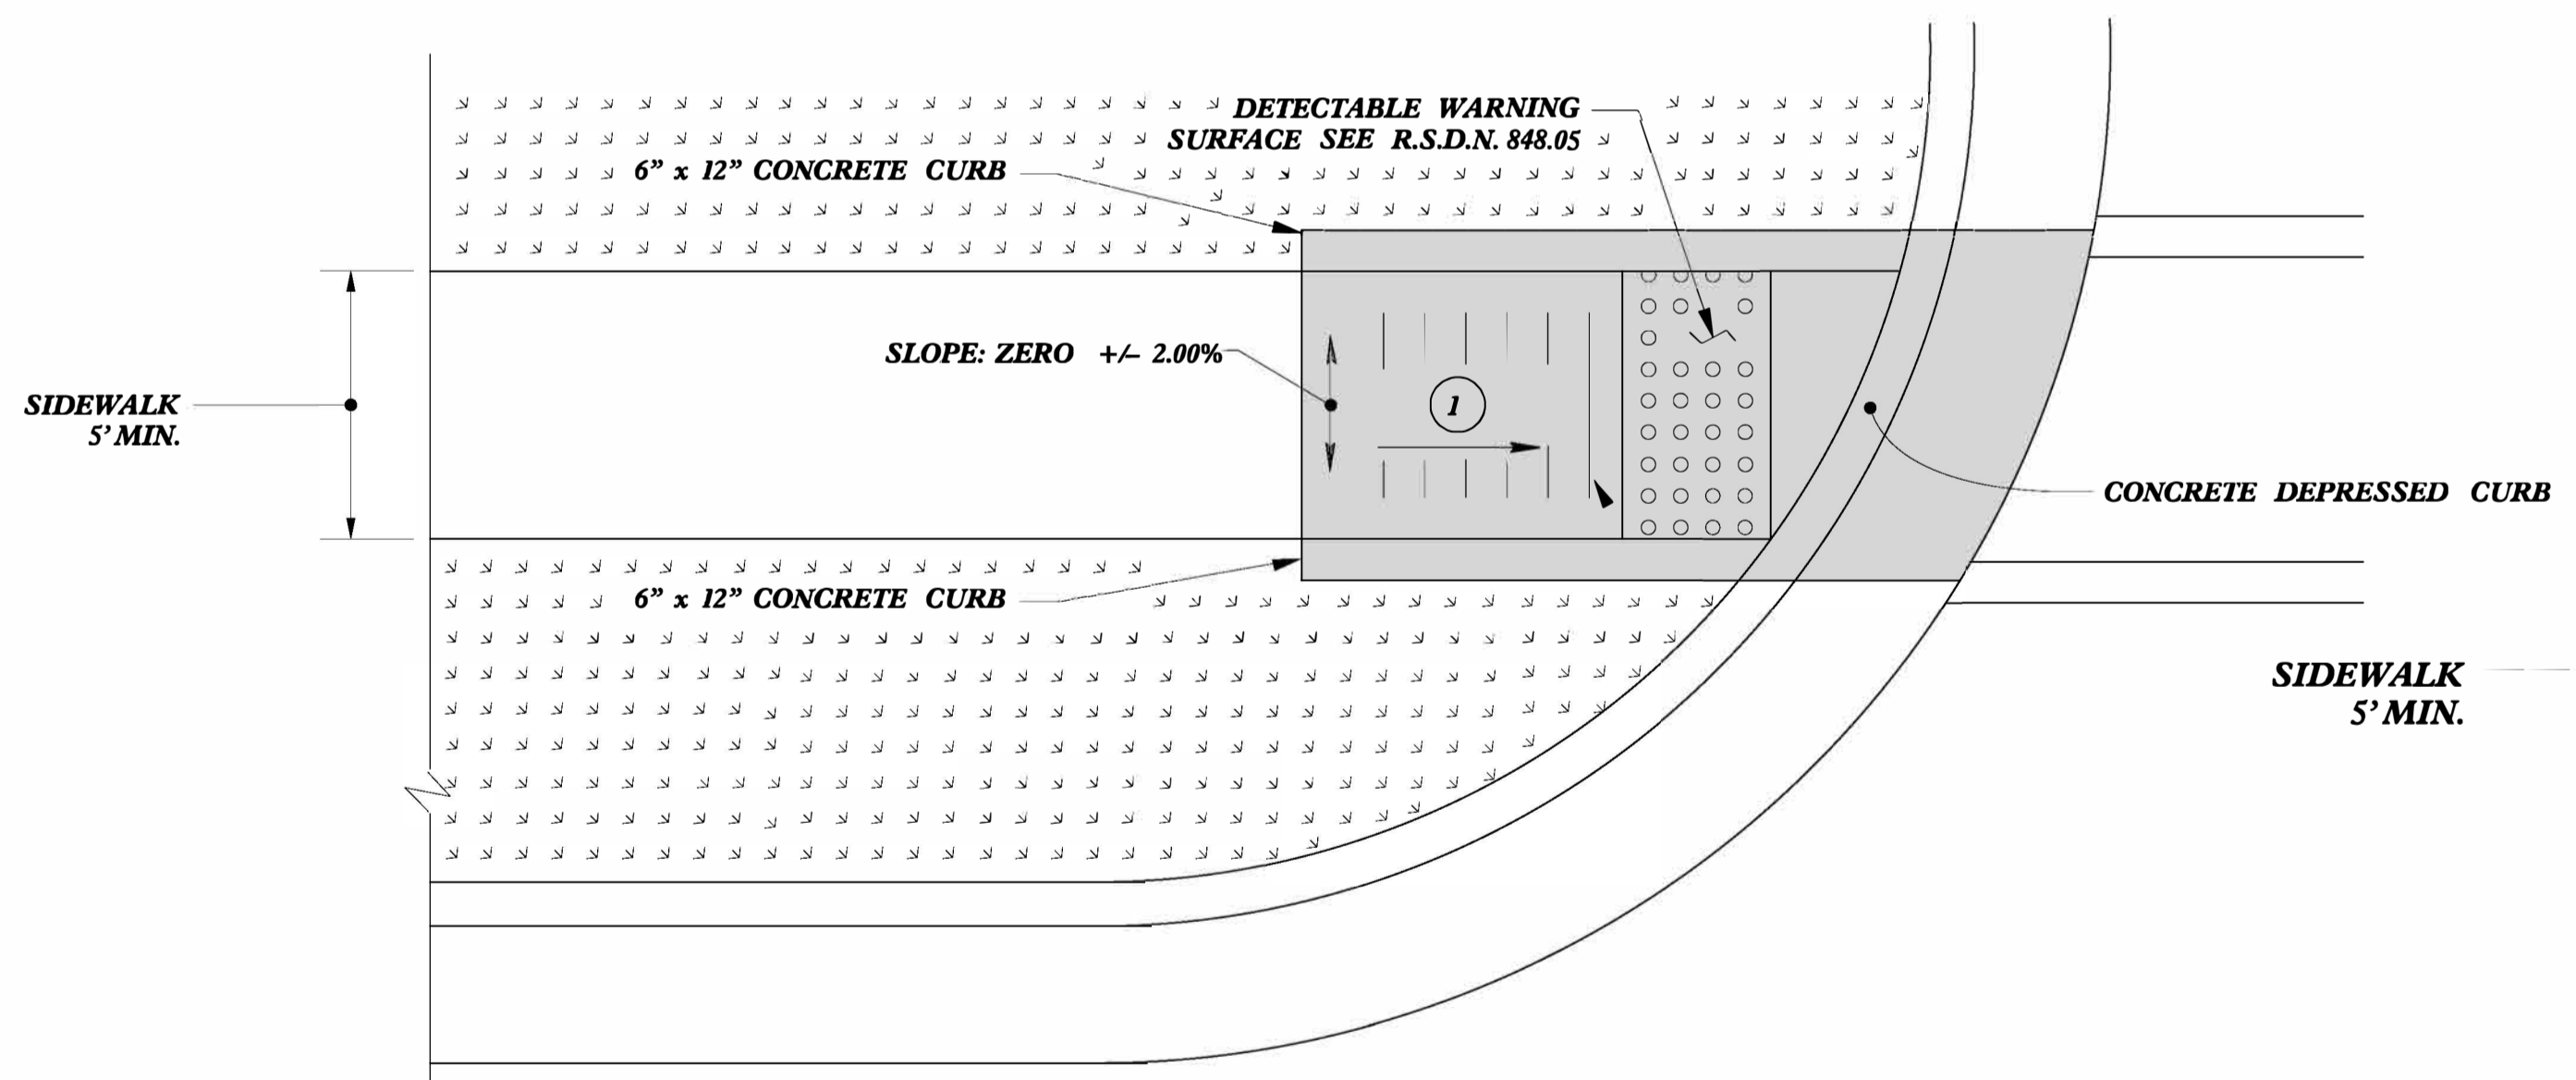 DETECTABLE WARNING
SURFACE SEE R.S.D.N. 848.05
6” x 12” CONCRETE CURB
SLOPE: ZERO +/– 2.00%
SIDEWALK
5’ MIN.
1
CONCRETE DEPRESSED CURB
6” x 12” CONCRETE CURB
SIDEWALK
5’ MIN.